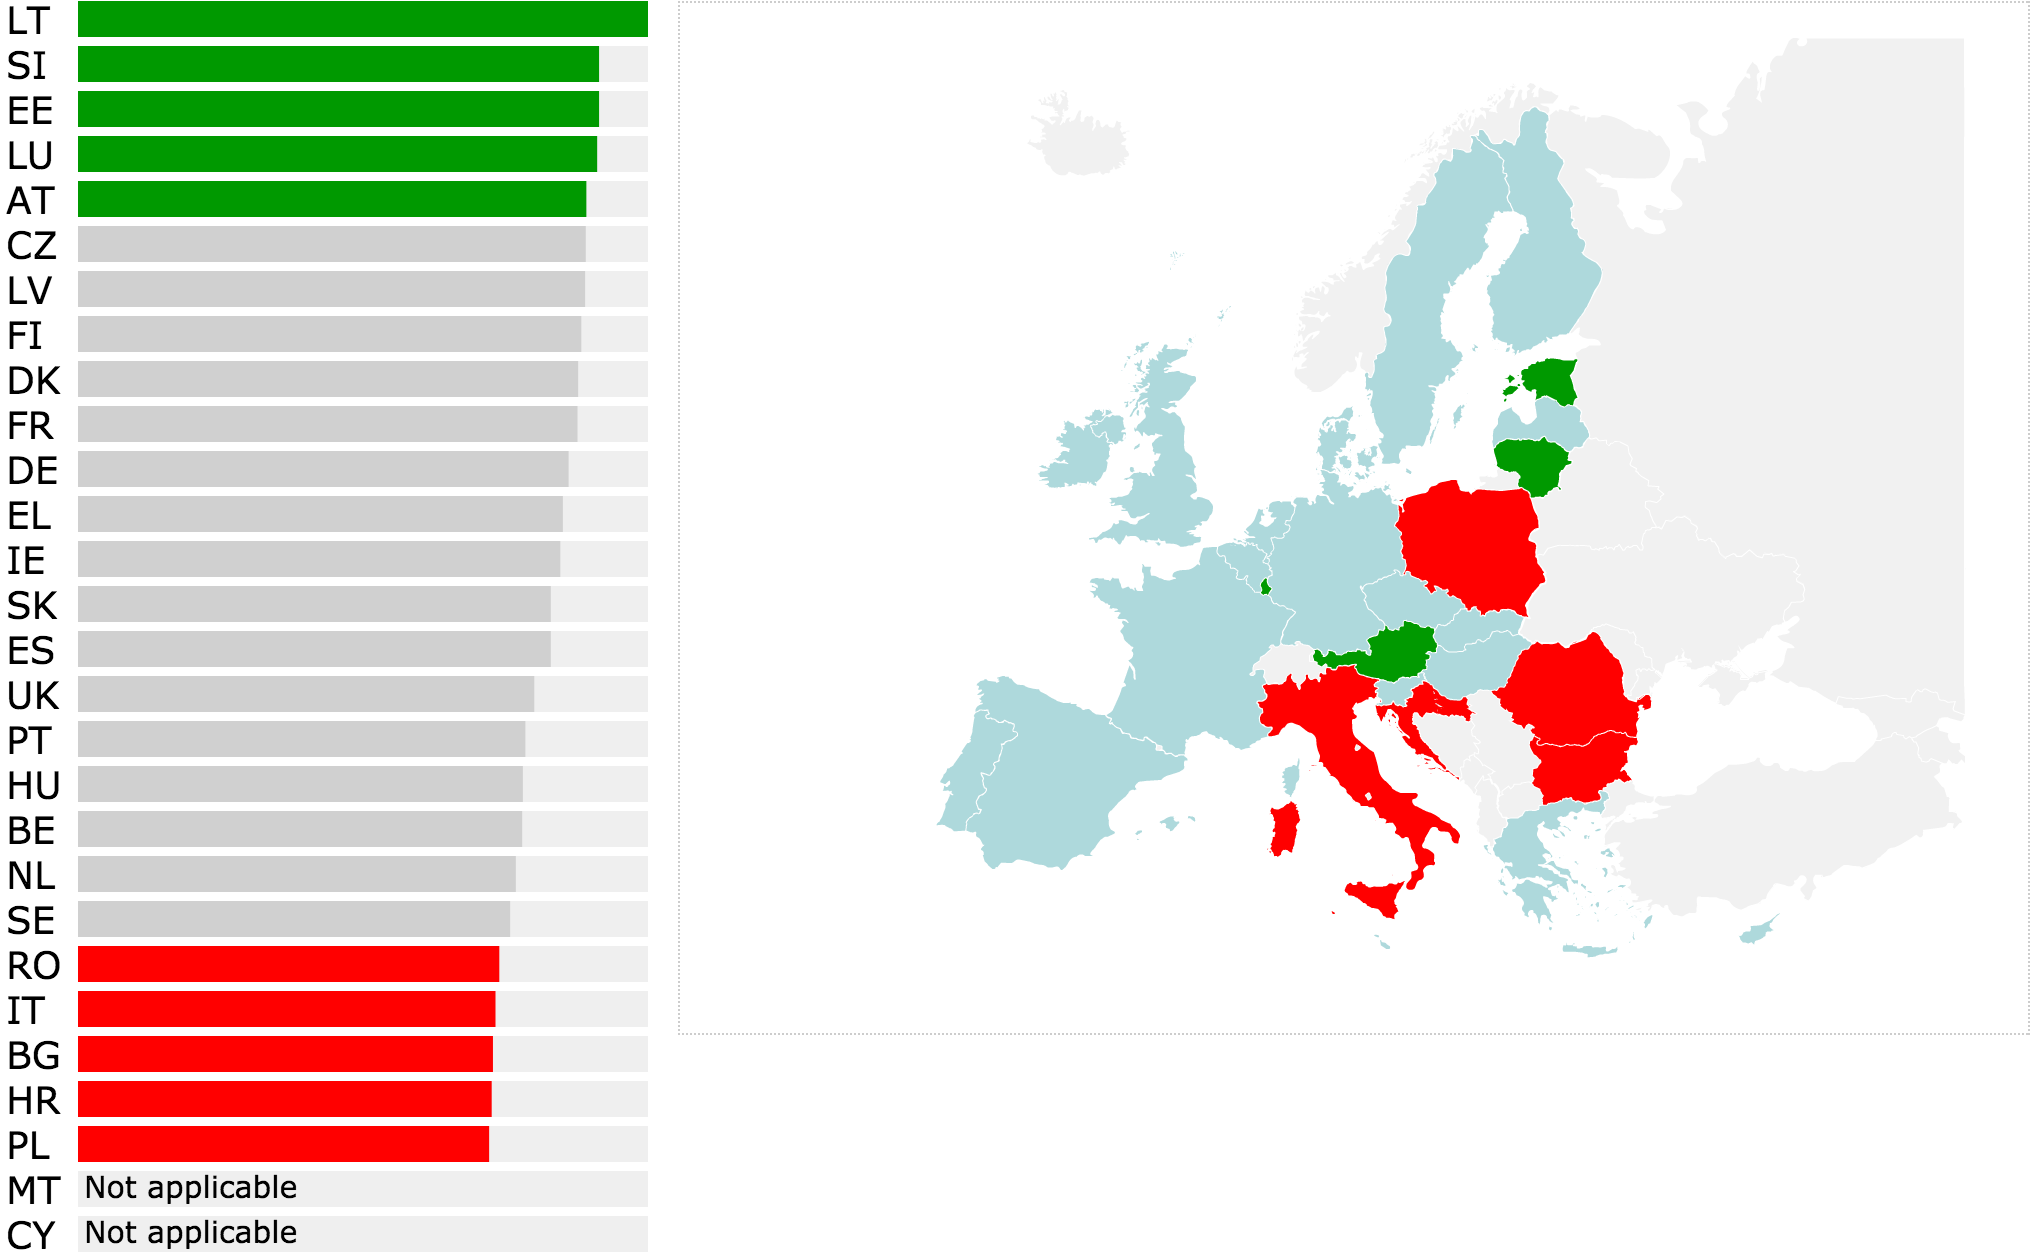 LT
SI
EE
LU
AT
CZ
LV
FI
DK
FR
DE
EL
IE
SK
ES
UK
PT
HU
BE
NL
SE
RO
IT
BG
HR
PL
MT Not applicable
CY Not applicable